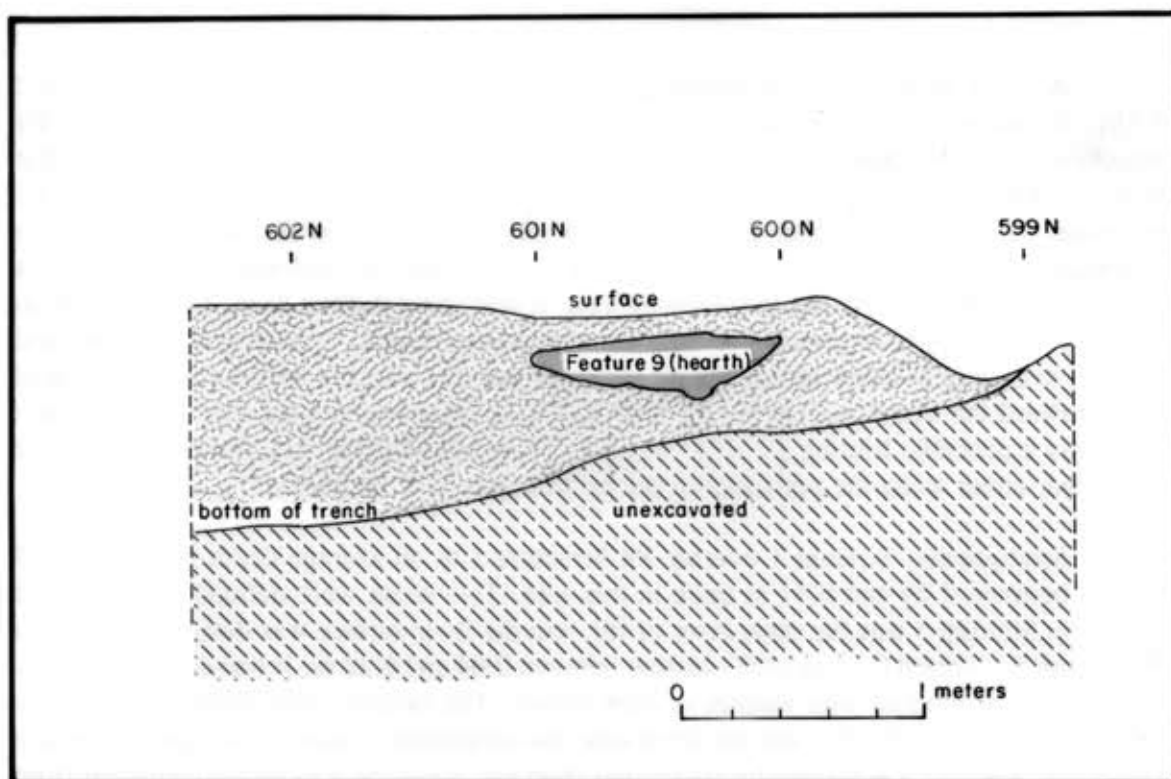 602 N 601 N 600 N 599 N
surface
Feature 9 (hearth)
bottom of trench unexcavated
0 1 meters